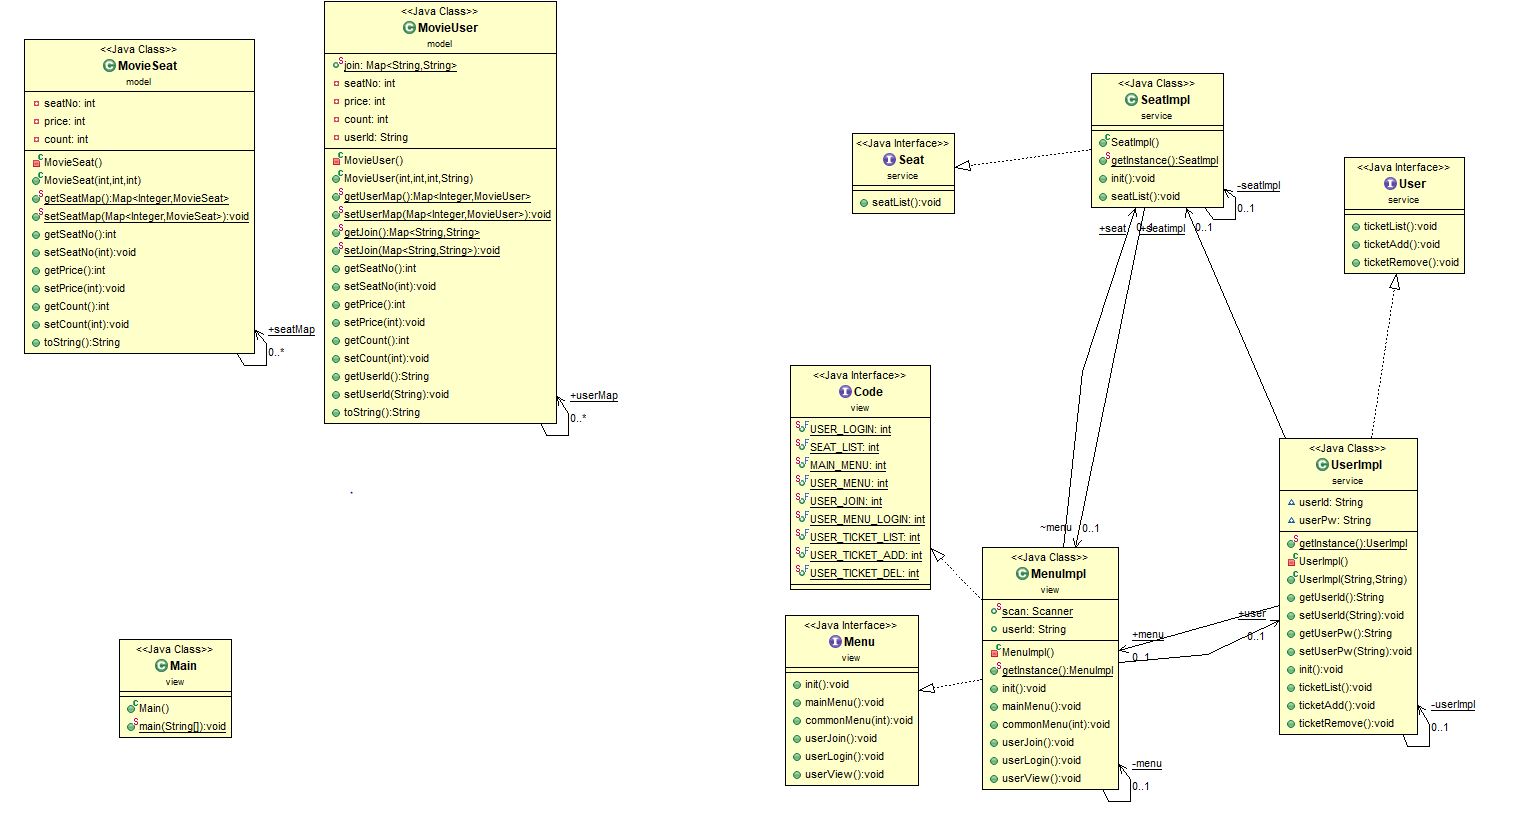 <<Java Class>>
MovieSeat
model
seatNo: int
price: int
count: int
MovieSeat()
MovieSeat(int,int,int)
getSeatMap():Map<Integer,MovieSeat>
setSeatMap(Map<Integer,MovieSeat>):void
getSeatNo():int
setSeatNo(int):void
getPrice():int
setPrice(int):void
getCount():int
setCount(int):void
toString():String
+seatMap
0..*
<<Java Class>>
MovieUser
model
join: Map<String,String>
seatNo: int
price: int
count: int
userId: String
MovieUser()
MovieUser(int,int,int,String)
getUserMap():Map<Integer,MovieUser>
setUserMap(Map<Integer,MovieUser>):void
getJoin():Map<String,String>
setJoin(Map<String,String>):void
getSeatNo():int
setSeatNo(int):void
getPrice():int
setPrice(int):void
getCount():int
setCount(int):void
getUserId():String
setUserId(String):void
toString():String
+userMap
0..*
<<Java Class>>
Main
view
Main()
main(String[]):void
<<Java Interface>>
Seat
service
seatList():void
<<Java Class>>
SeatImpl
service
SeatImpl()
getInstance():SeatImpl
init():void
seatList():void
-seatImpl
0..1
+seat
0..1
+seatimpl
0..1
<<Java Interface>>
User
service
ticketList():void
ticketAdd():void
ticketRemove():void
<<Java Interface>>
Code
view
USER_LOGIN: int
SEAT_LIST: int
MAIN_MENU: int
USER_MENU: int
USER_JOIN: int
USER_MENU_LOGIN: int
USER_TICKET_LIST: int
USER_TICKET_ADD: int
USER_TICKET_DEL: int
<<Java Interface>>
Menu
view
init():void
mainMenu():void
commonMenu(int):void
userJoin():void
userLogin():void
userView():void
~menu
0..1
<<Java Class>>
MenuImpl
view
scan: Scanner
userId: String
MenuImpl()
getInstance():MenuImpl
init():void
mainMenu():void
commonMenu(int):void
userJoin():void
userLogin():void
userView():void
-menu
0..1
+menu
0..1
+user
0..1
<<Java Class>>
UserImpl
service
userId: String
userPw: String
getInstance():UserImpl
UserImpl()
UserImpl(String,String)
getUserId():String
setUserId(String):void
getUserPw():String
setUserPw(String):void
init():void
ticketList():void
ticketAdd():void
ticketRemove():void
-userImpl
0..1